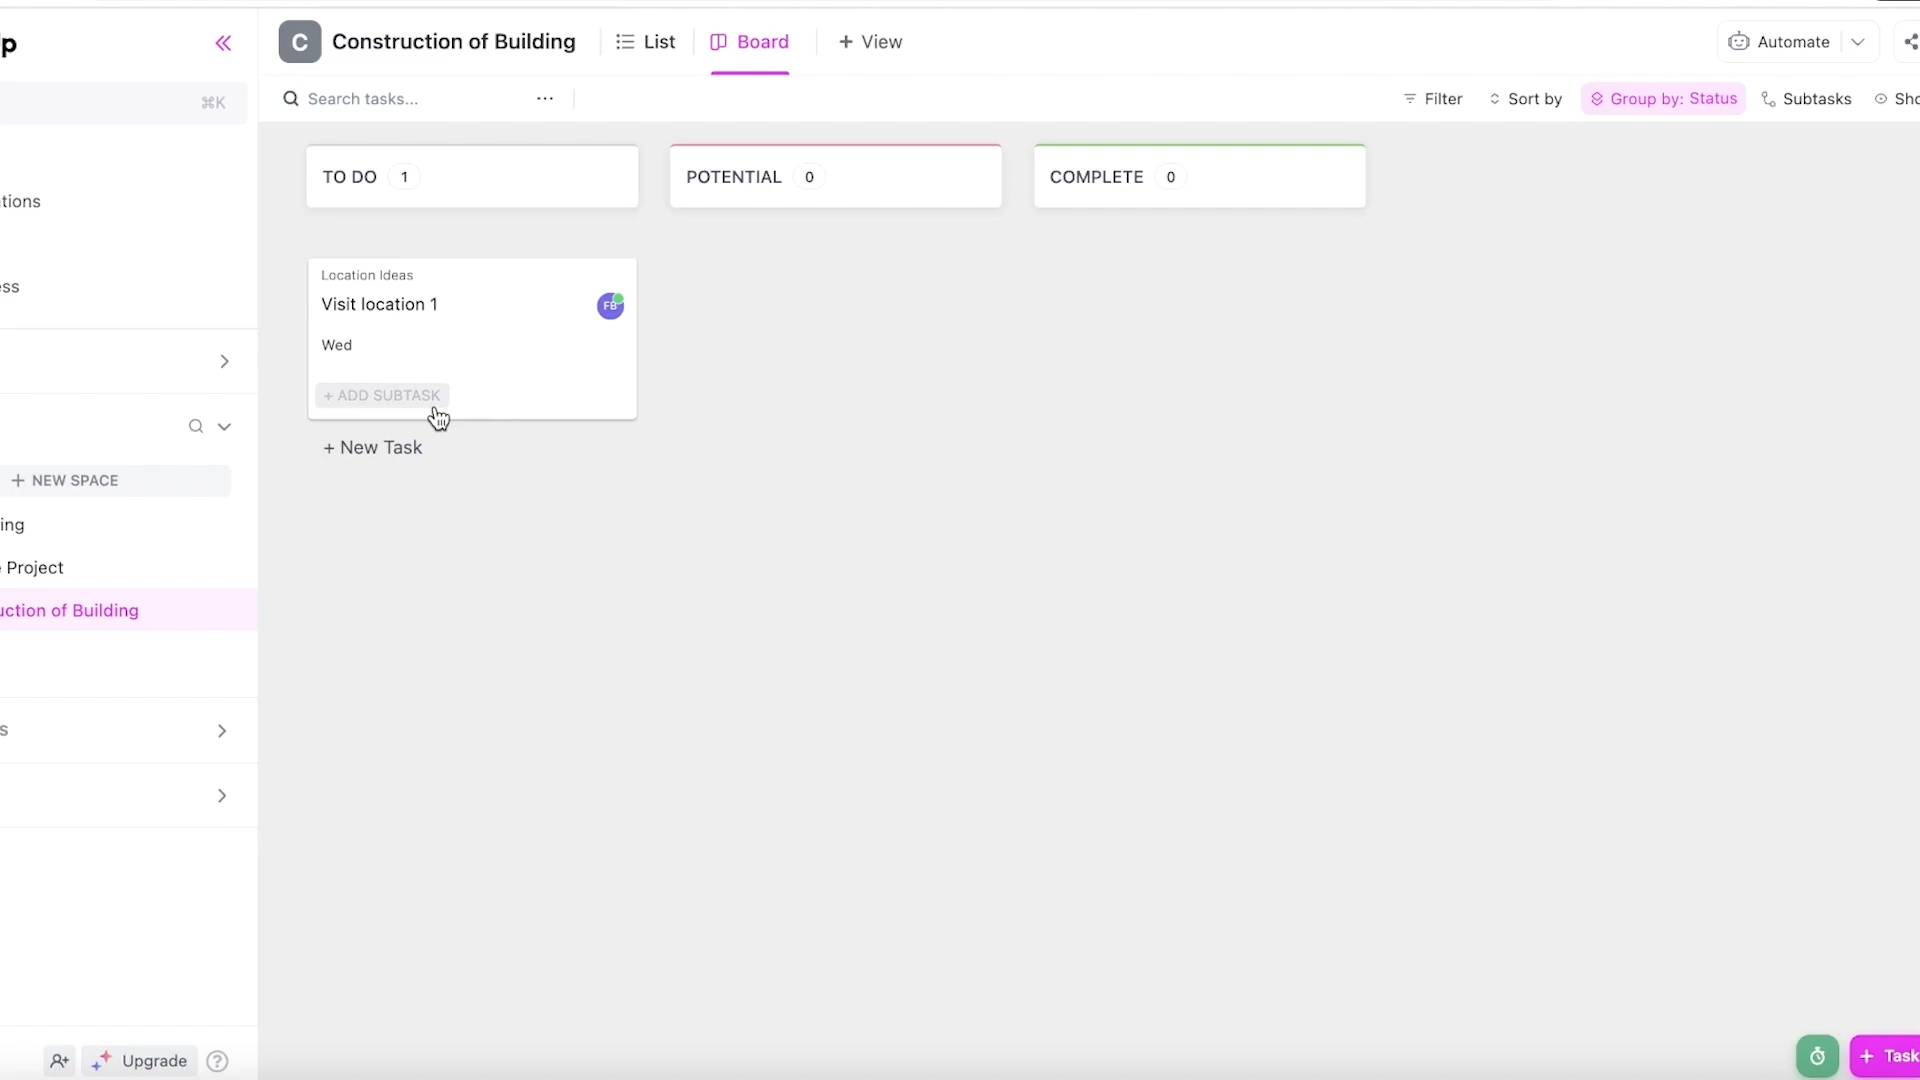 p
C Construction of Building
List
Board
+ View
Automate
⌘K
Search tasks...
...
Filter
Sort by
Group by: Status
Subtasks
Sho
TO DO 1
POTENTIAL 0
COMPLETE 0
tions
ess
Location Ideas
Visit location 1
FB
Wed
+ ADD SUBTASK
+ New Task
+ NEW SPACE
ing
e Project
uction of Building
S
Upgrade
?
+ Task